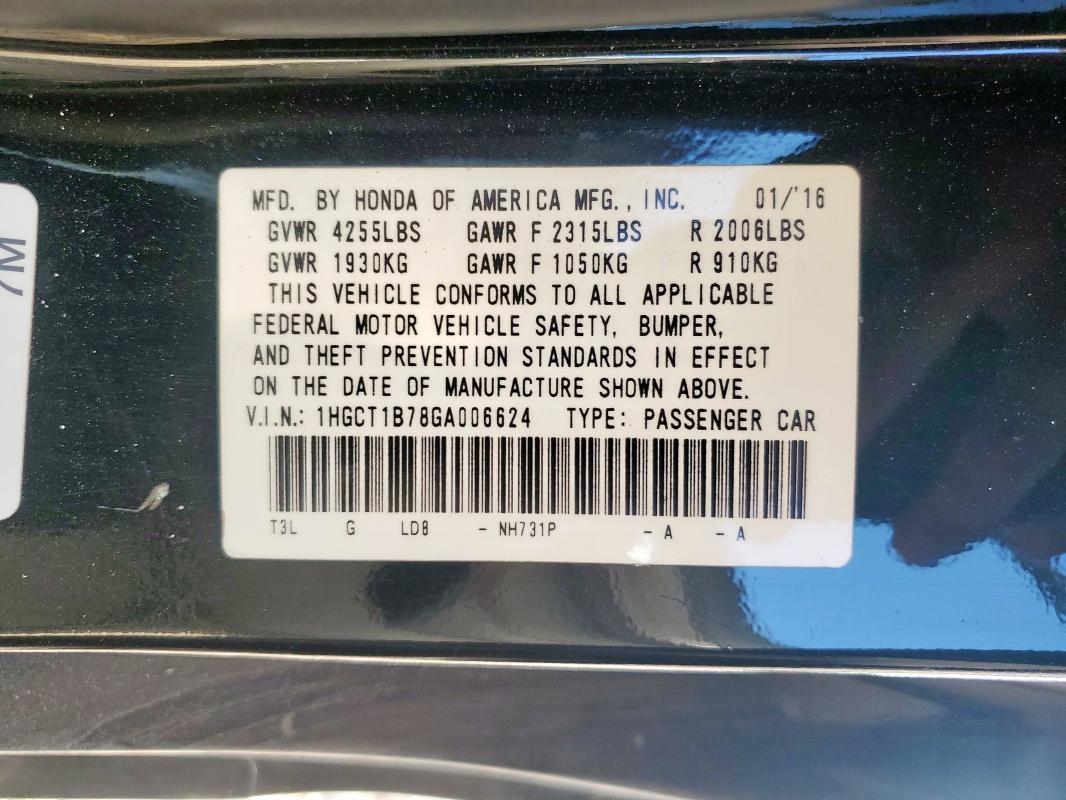 MFD. BY HONDA OF AMERICA MFG., INC. 01/'16
GVWR 4255LBS GAWR F 2315LBS R 2006LBS
GVWR 1930KG GAWR F 1050KG R 910KG
THIS VEHICLE CONFORMS TO ALL APPLICABLE
FEDERAL MOTOR VEHICLE SAFETY, BUMPER,
AND THEFT PREVENTION STANDARDS IN EFFECT
ON THE DATE OF MANUFACTURE SHOWN ABOVE.
V.I.N.: 1HGCT1B78GA006624 TYPE: PASSENGER CAR
T3L G LD8 - NH731P - A - A
7M